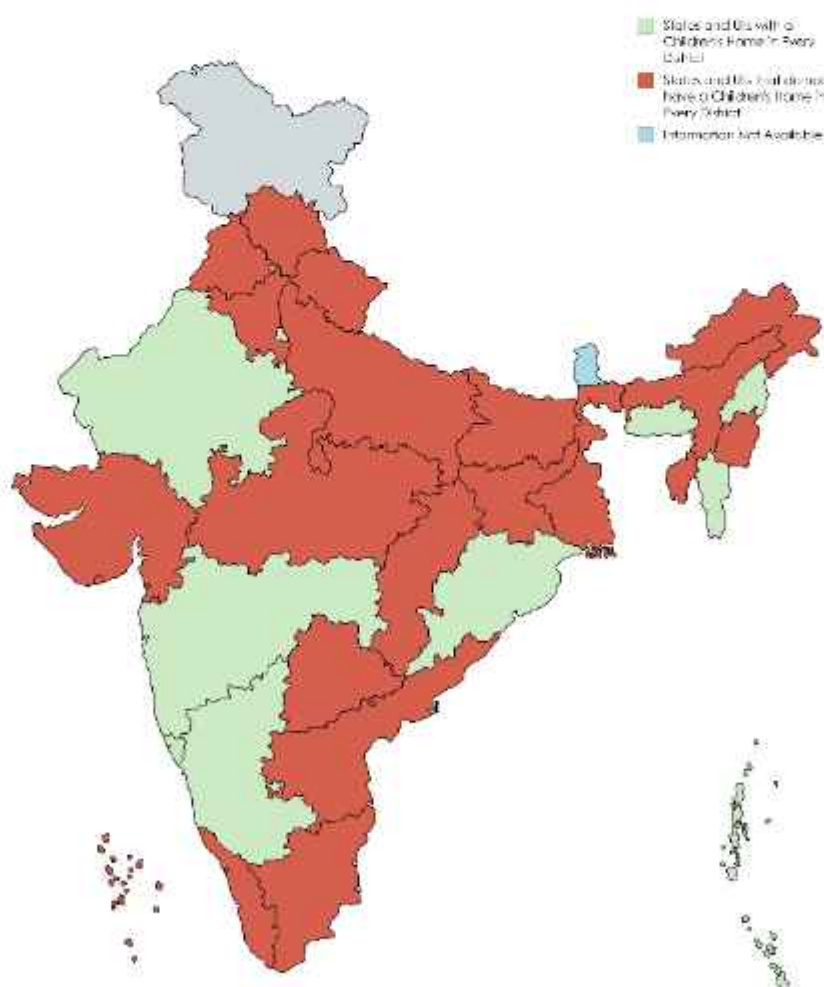 States and UTs with a
Children's Home in Every
District
States and UTs that do not
have a Children's Home in
Every District
Information Not Available